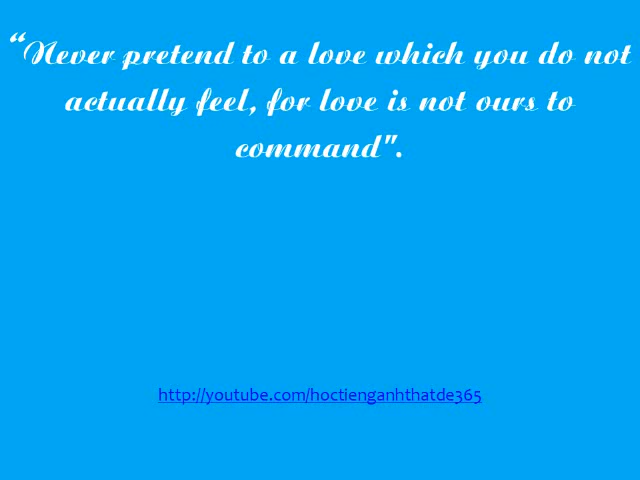 “Never pretend to a love which you do not
actually feel, for love is not ours to
command".
http://youtube.com/hoctienganhthatde365